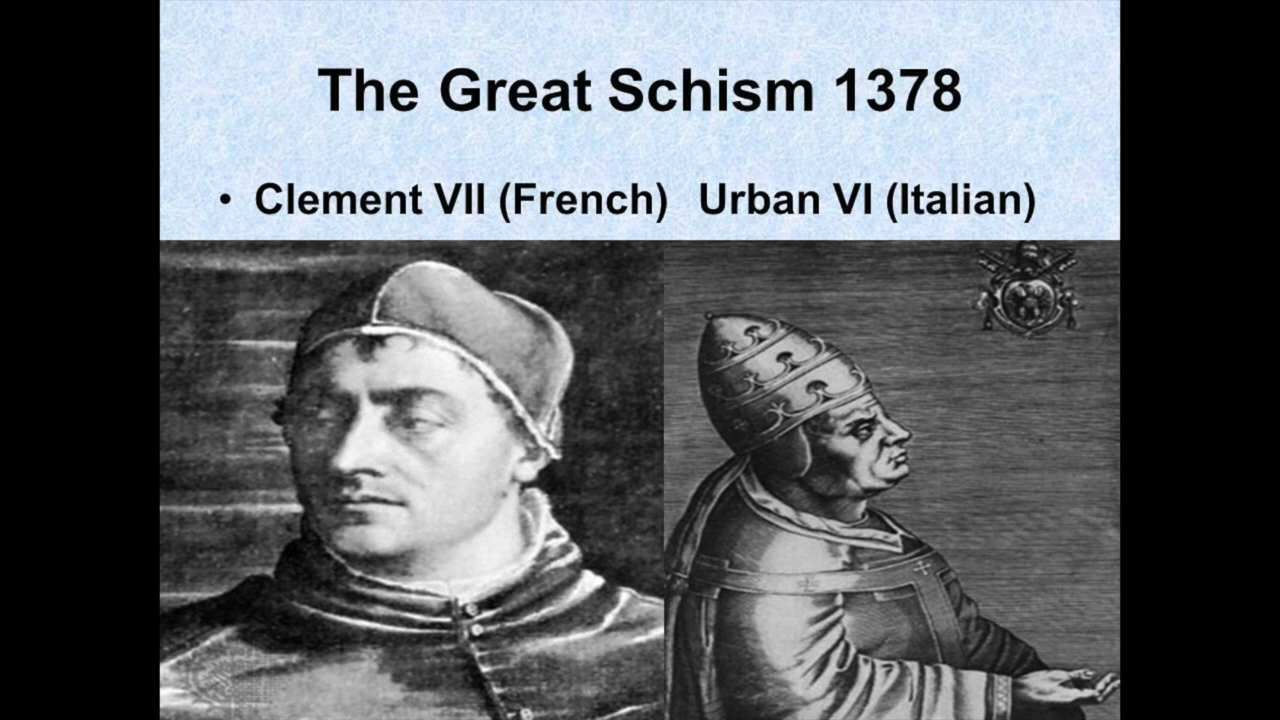 The Great Schism 1378
• Clement VII (French) Urban VI (Italian)